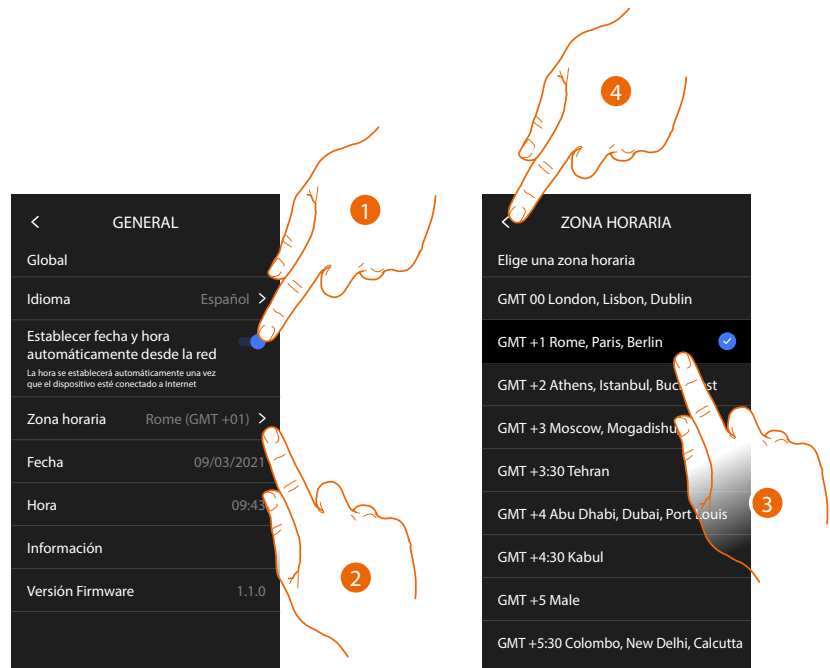 GENERAL
Global
Idioma Español
Establecer fecha y hora
automáticamente desde la red
La hora se establecerá automáticamente una vez
que el dispositivo esté conectado a Internet
Zona horaria Rome (GMT +01)
Fecha 09/03/2021
Hora 09:43
Información
Versión Firmware 1.1.0
1
2
4
ZONA HORARIA
Elige una zona horaria
GMT 00 London, Lisbon, Dublin
GMT +1 Rome, Paris, Berlin
GMT +2 Athens, Istanbul,
GMT +3 Moscow, Mogadishu
GMT +3:30 Tehran
GMT +4 Abu Dhabi, Dubai, Port Louis
GMT +4:30 Kabul
GMT +5 Male
GMT +5:30 Colombo, New Delhi, Calcutta
3